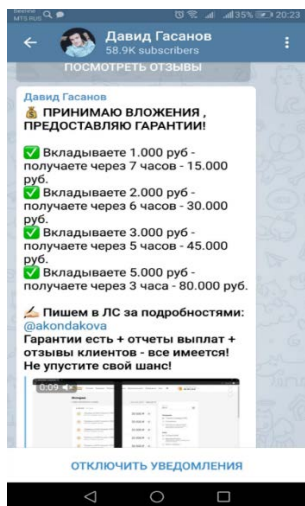 MTS RUS
35% 20:23
Давид Гасанов
58.9K subscribers
ПОСМОТРЕТЬ ОТЗЫВЫ
Давид Гасанов
💰 ПРИНИМАЮ ВЛОЖЕНИЯ ,
ПРЕДОСТАВЛЯЮ ГАРАНТИИ!
✅ Вкладываете 1.000 руб -
получаете через 7 часов - 15.000
руб.
✅ Вкладываете 2.000 руб -
получаете через 6 часов - 30.000
руб.
✅ Вкладываете 3.000 руб -
получаете через 5 часов - 45.000
руб.
✅ Вкладываете 5.000 руб -
получаете через 3 часа - 80.000 руб.
✍️ Пишем в ЛС за подробностями:
@akondakova
Гарантии есть + отчеты выплат +
отзывы клиентов - все имеется!
Не упустите свой шанс!
0:09
ОТКЛЮЧИТЬ УВЕДОМЛЕНИЯ